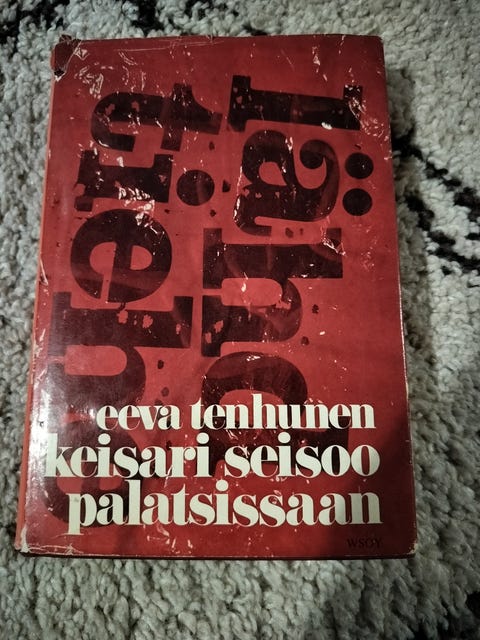 eeva tenhunen
keisari seisoo
palatsissaan
WSOY